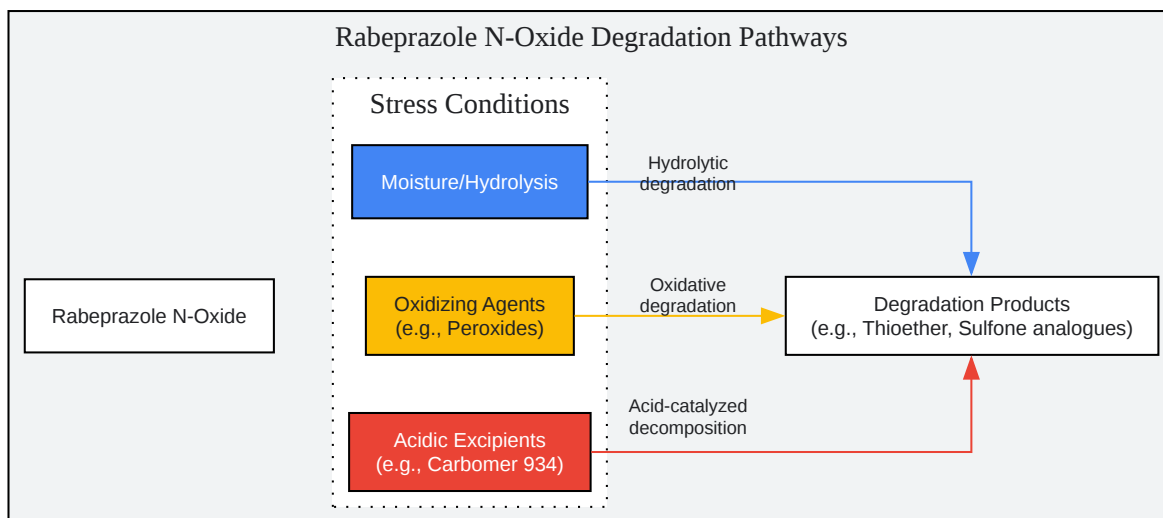 Rabeprazole N-Oxide Degradation Pathways
Stress Conditions
Moisture/Hydrolysis
Hydrolytic
degradation
Rabeprazole N-Oxide
Oxidizing Agents
(e.g., Peroxides)
Oxidative
degradation
Degradation Products
(e.g., Thioether, Sulfone analogues)
Acidic Excipients
(e.g., Carbomer 934)
Acid-catalyzed
decomposition